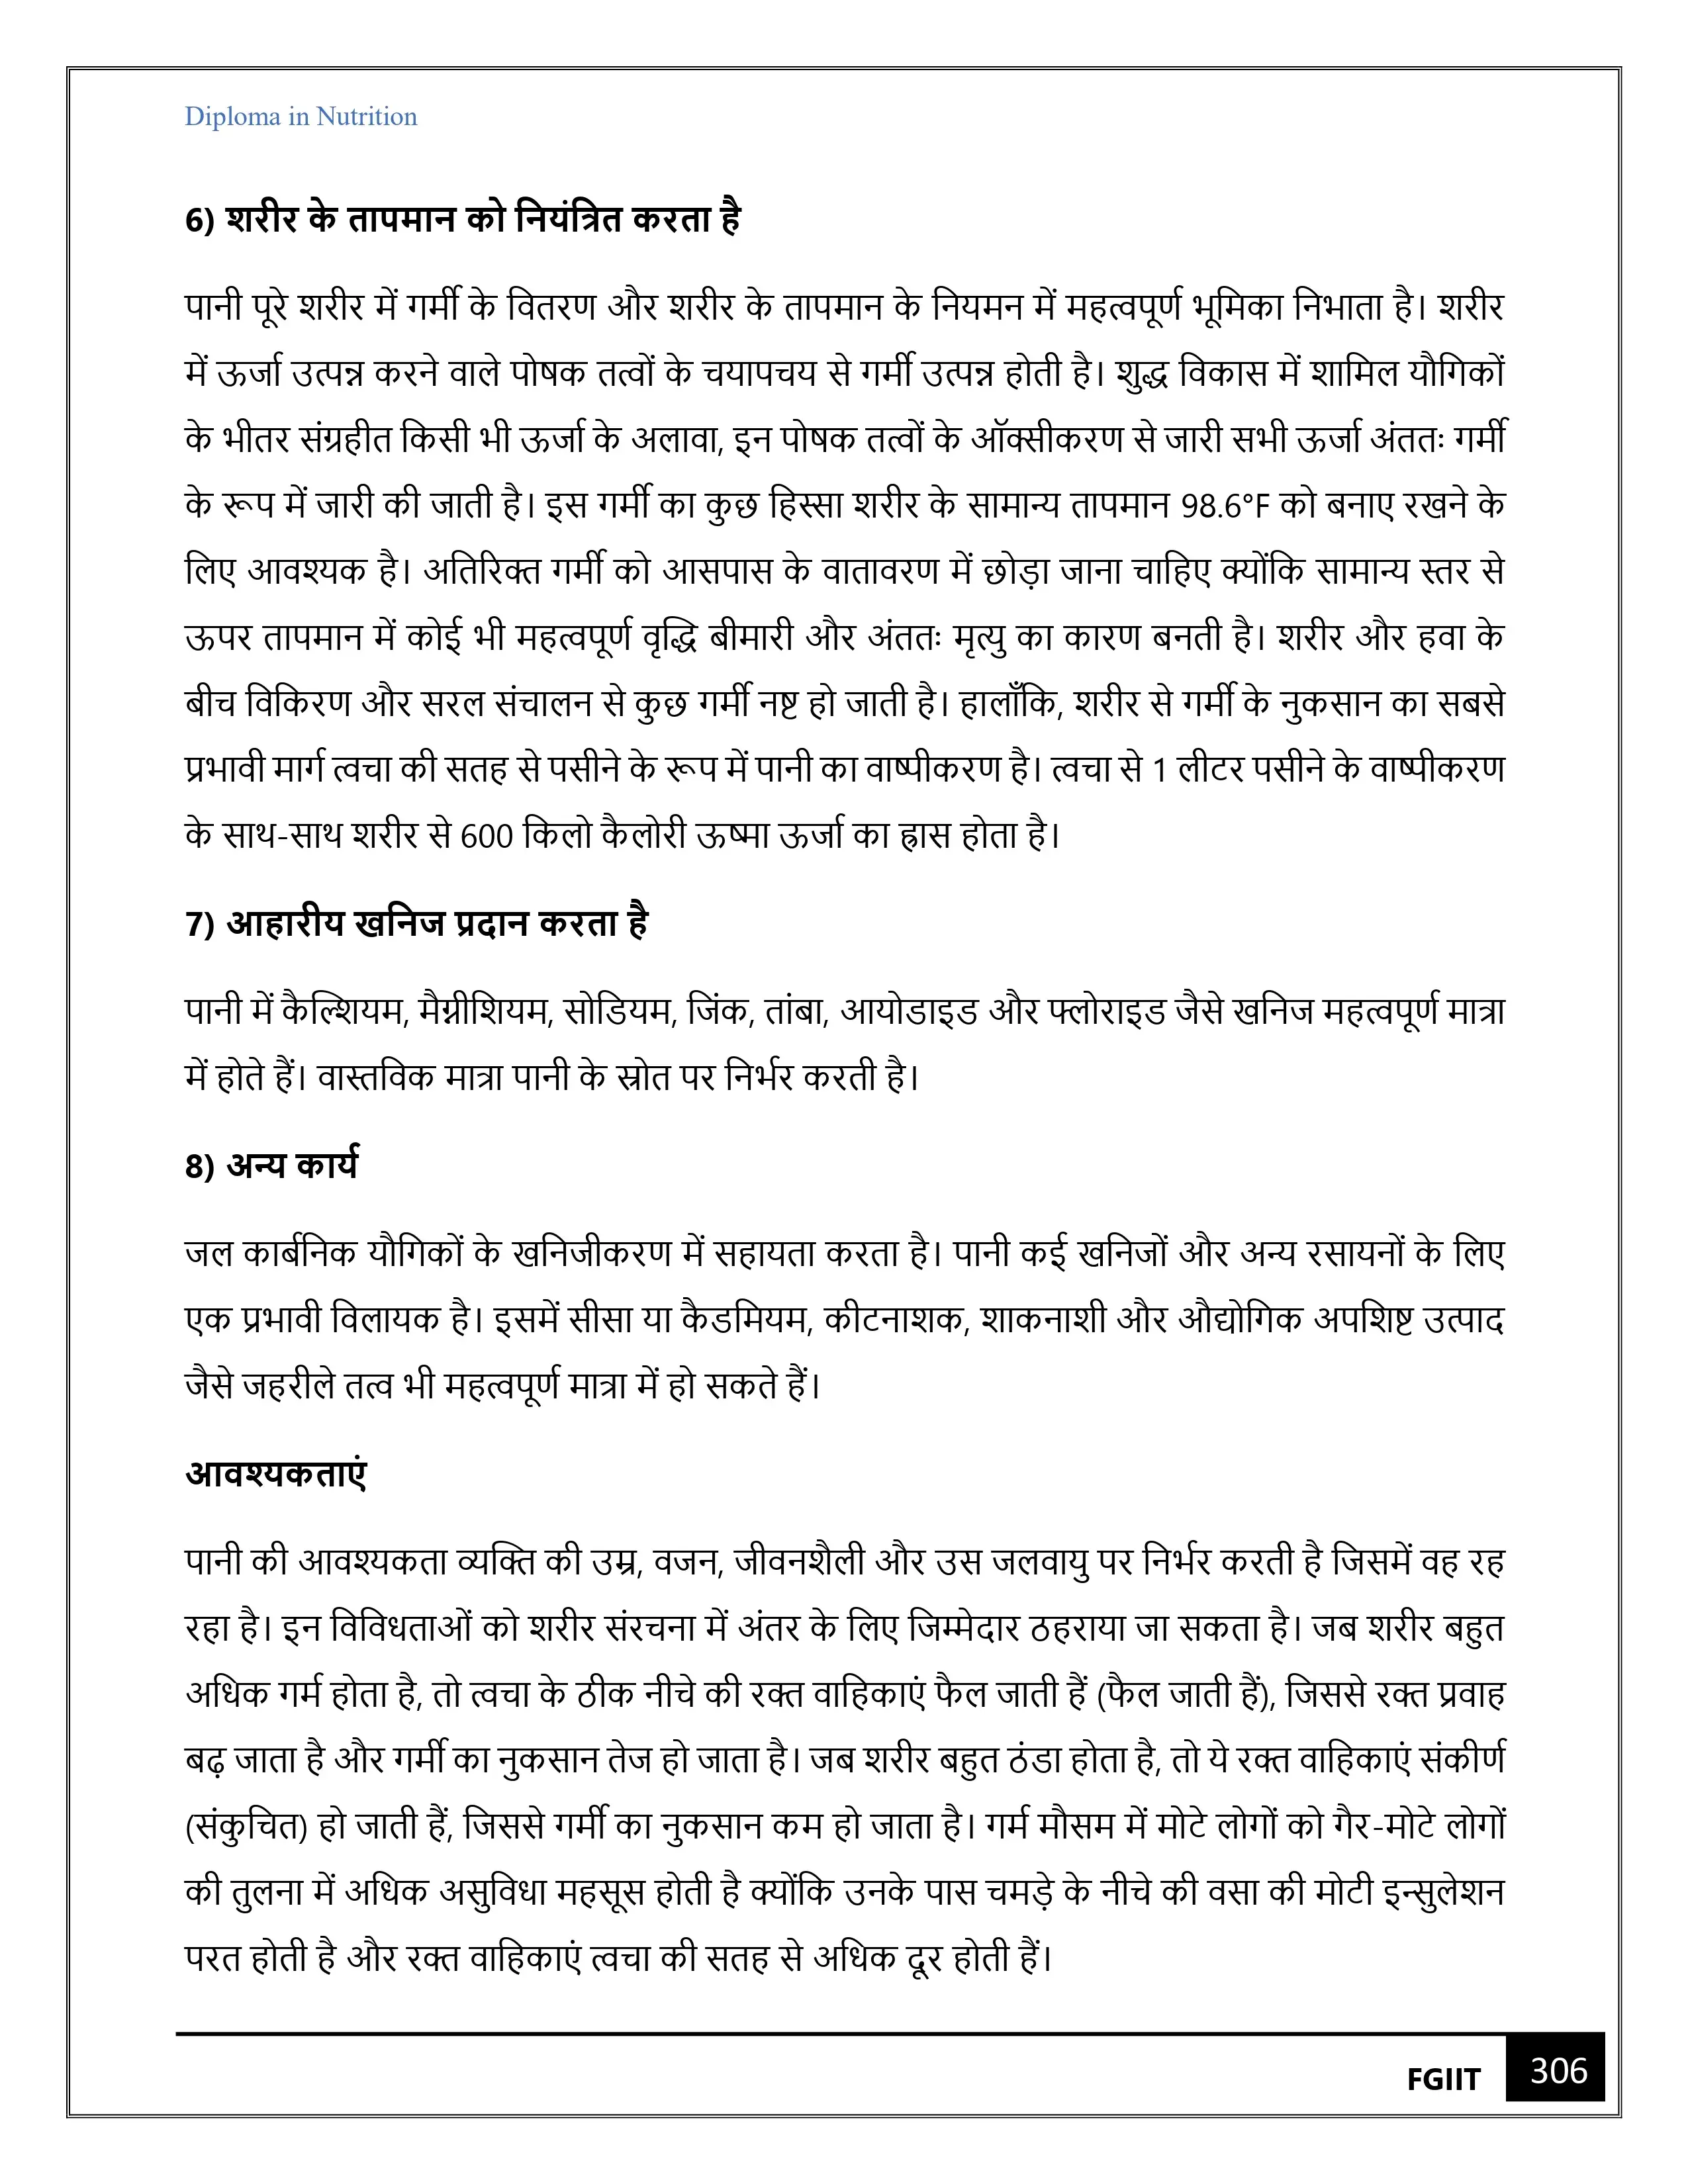 Diploma in Nutrition
6) शरीर के तापमान को नियंत्रित करता है
पानी पूरे शरीर में गर्मी के वितरण और शरीर के तापमान के नियमन में महत्वपूर्ण भूमिका निभाता है। शरीर
में ऊर्जा उत्पन्न करने वाले पोषक तत्वों के चयापचय से गर्मी उत्पन्न होती है। शुद्ध विकास में शामिल यौगिकों
के भीतर संग्रहीत किसी भी ऊर्जा के अलावा, इन पोषक तत्वों के ऑक्सीकरण से जारी सभी ऊर्जा अंततः गर्मी
के रूप में जारी की जाती है। इस गर्मी का कुछ हिस्सा शरीर के सामान्य तापमान 98.6°F को बनाए रखने के
लिए आवश्यक है। अतिरिक्त गर्मी को आसपास के वातावरण में छोड़ा जाना चाहिए क्योंकि सामान्य स्तर से
ऊपर तापमान में कोई भी महत्वपूर्ण वृद्धि बीमारी और अंततः मृत्यु का कारण बनती है। शरीर और हवा के
बीच विकिरण और सरल संचालन से कुछ गर्मी नष्ट हो जाती है। हालाँकि, शरीर से गर्मी के नुकसान का सबसे
प्रभावी मार्ग त्वचा की सतह से पसीने के रूप में पानी का वाष्पीकरण है। त्वचा से 1 लीटर पसीने के वाष्पीकरण
के साथ-साथ शरीर से 600 किलो कैलोरी ऊष्मा ऊर्जा का ह्रास होता है।
7) आहारीय खनिज प्रदान करता है
पानी में कैल्शियम, मैग्नीशियम, सोडियम, जिंक, तांबा, आयोडाइड और फ्लोराइड जैसे खनिज महत्वपूर्ण मात्रा
में होते हैं। वास्तविक मात्रा पानी के स्रोत पर निर्भर करती है।
8) अन्य कार्य
जल कार्बनिक यौगिकों के खनिजीकरण में सहायता करता है। पानी कई खनिजों और अन्य रसायनों के लिए
एक प्रभावी विलायक है। इसमें सीसा या कैडमियम, कीटनाशक, शाकनाशी और औद्योगिक अपशिष्ट उत्पाद
जैसे जहरीले तत्व भी महत्वपूर्ण मात्रा में हो सकते हैं।
आवश्यकताएं
पानी की आवश्यकता व्यक्ति की उम्र, वजन, जीवनशैली और उस जलवायु पर निर्भर करती है जिसमें वह रह
रहा है। इन विविधताओं को शरीर संरचना में अंतर के लिए जिम्मेदार ठहराया जा सकता है। जब शरीर बहुत
अधिक गर्म होता है, तो त्वचा के ठीक नीचे की रक्त वाहिकाएं फैल जाती हैं (फैल जाती हैं), जिससे रक्त प्रवाह
बढ़ जाता है और गर्मी का नुकसान तेज हो जाता है। जब शरीर बहुत ठंडा होता है, तो ये रक्त वाहिकाएं संकीर्ण
(संकुचित) हो जाती हैं, जिससे गर्मी का नुकसान कम हो जाता है। गर्म मौसम में मोटे लोगों को गैर-मोटे लोगों
की तुलना में अधिक असुविधा महसूस होती है क्योंकि उनके पास चमड़े के नीचे की वसा की मोटी इन्सुलेशन
परत होती है और रक्त वाहिकाएं त्वचा की सतह से अधिक दूर होती हैं।
FGIIT 306